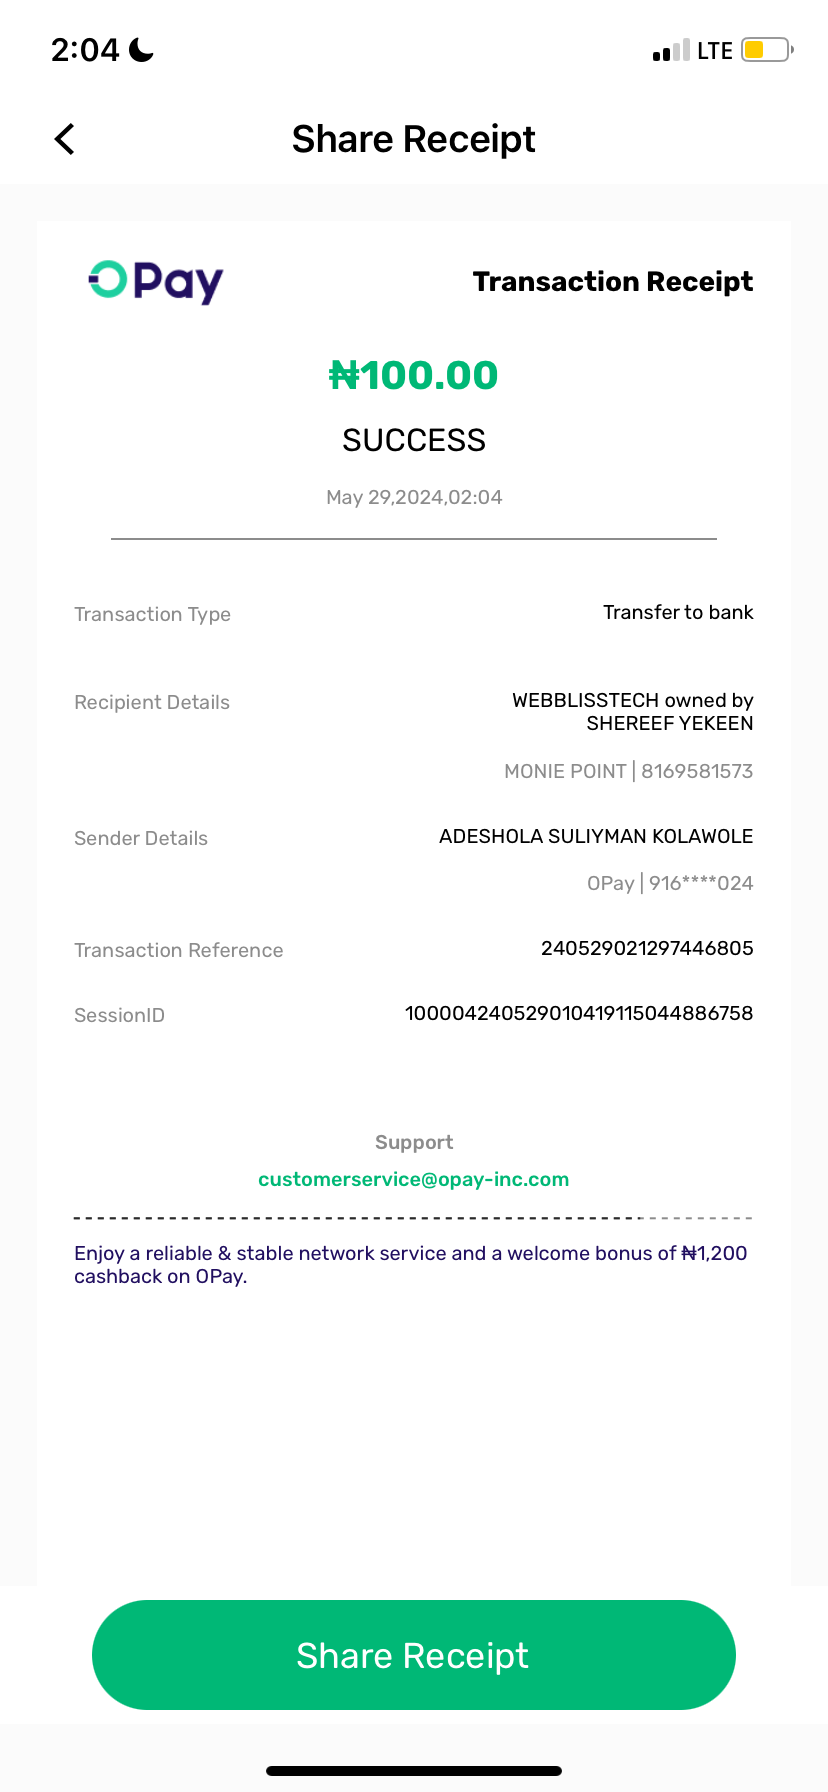 2:04
LTE
Share Receipt
OPay
Transaction Receipt
₦100.00
SUCCESS
May 29,2024,02:04
Transaction Type
Transfer to bank
Recipient Details
WEBBLISSTECH owned by
SHEREEF YEKEEN
MONIE POINT | 8169581573
Sender Details
ADESHOLA SULIYMAN KOLAWOLE
OPay | 916****024
Transaction Reference
240529021297446805
SessionID
100004240529010419115044886758
Support
customerservice@opay-inc.com
Enjoy a reliable & stable network service and a welcome bonus of ₦1,200
cashback on OPay.
Share Receipt